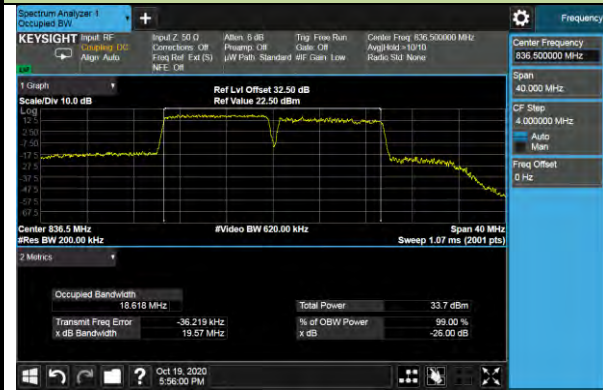 Spectrum Analyzer 1
Occupied BW
Frequency
KEYSIGHT Input: RF
Coupling: DC
Align: Auto
Input Z: 50 Ω
Corrections: Off
Freq Ref: Ext (S)
NFE: Off
Atten: 6 dB
Preamp: Off
µW Path: Standard
Trig: Free Run
Gate: Off
#IF Gain: Low
Center Freq: 836.500000 MHz
Avg|Hold:>10/10
Radio Std: None
Center Frequency
836.500000 MHz
Span
40.000 MHz
CF Step
4.000000 MHz
Auto
Man
Freq Offset
0 Hz
1 Graph
Scale/Div 10.0 dB
Ref Lvl Offset 32.50 dB
Ref Value 22.50 dBm
Log
12.5
2.50
-7.50
-17.5
-27.5
-37.5
-47.5
-57.5
-67.5
Center 836.5 MHz
#Res BW 200.00 kHz
#Video BW 620.00 kHz
Span 40 MHz
Sweep 1.07 ms (2001 pts)
2 Metrics
Occupied Bandwidth
18.618 MHz
Total Power 33.7 dBm
Transmit Freq Error -36.219 kHz
% of OBW Power 99.00 %
x dB Bandwidth 19.57 MHz
x dB -26.00 dB
?
Oct 19, 2020
5:56:00 PM